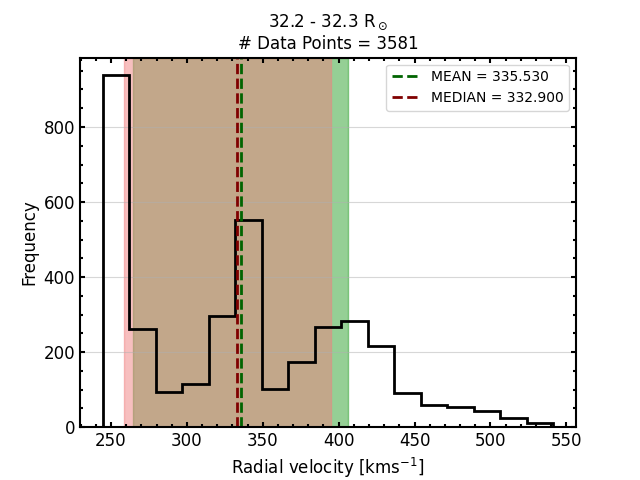 32.2 - 32.3 R⊙
# Data Points = 3581
MEAN = 335.530
MEDIAN = 332.900
Frequency
800
600
400
200
0
250 300 350 400 450 500 550
Radial velocity [kms⁻¹]